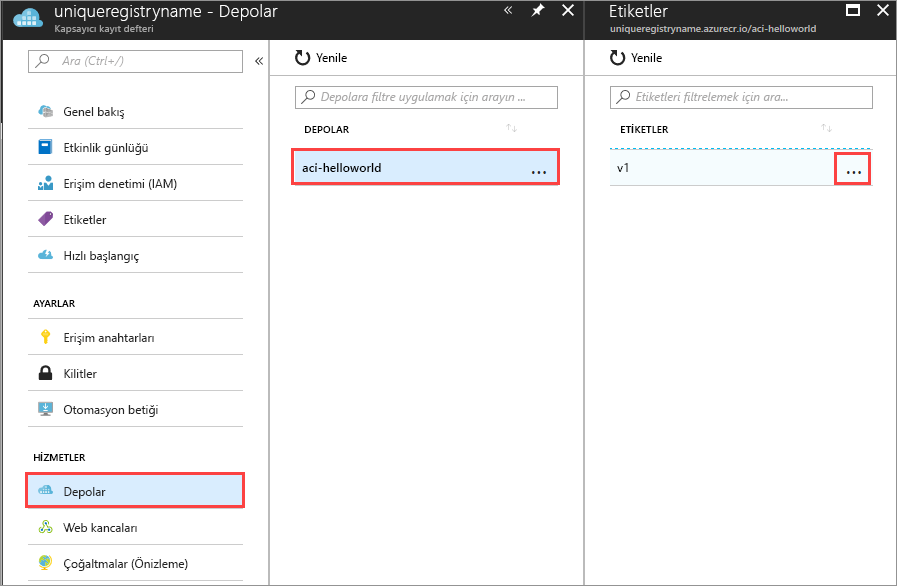 uniqueregistryname - Depolar
Kapsayıcı kayıt defteri
Ara (Ctrl+/)
Genel bakış
Etkinlik günlüğü
Erişim denetimi (IAM)
Etiketler
Hızlı başlangıç
AYARLAR
Erişim anahtarları
Kilitler
Otomasyon betiği
HİZMETLER
Depolar
Web kancaları
Çoğaltmalar (Önizleme)
Yenile
Depolara filtre uygulamak için arayın ...
DEPOLAR
aci-helloworld
Etiketler
uniqueregistryname.azurecr.io/aci-helloworld
Yenile
Etiketleri filtrelemek için ara...
ETİKETLER
v1